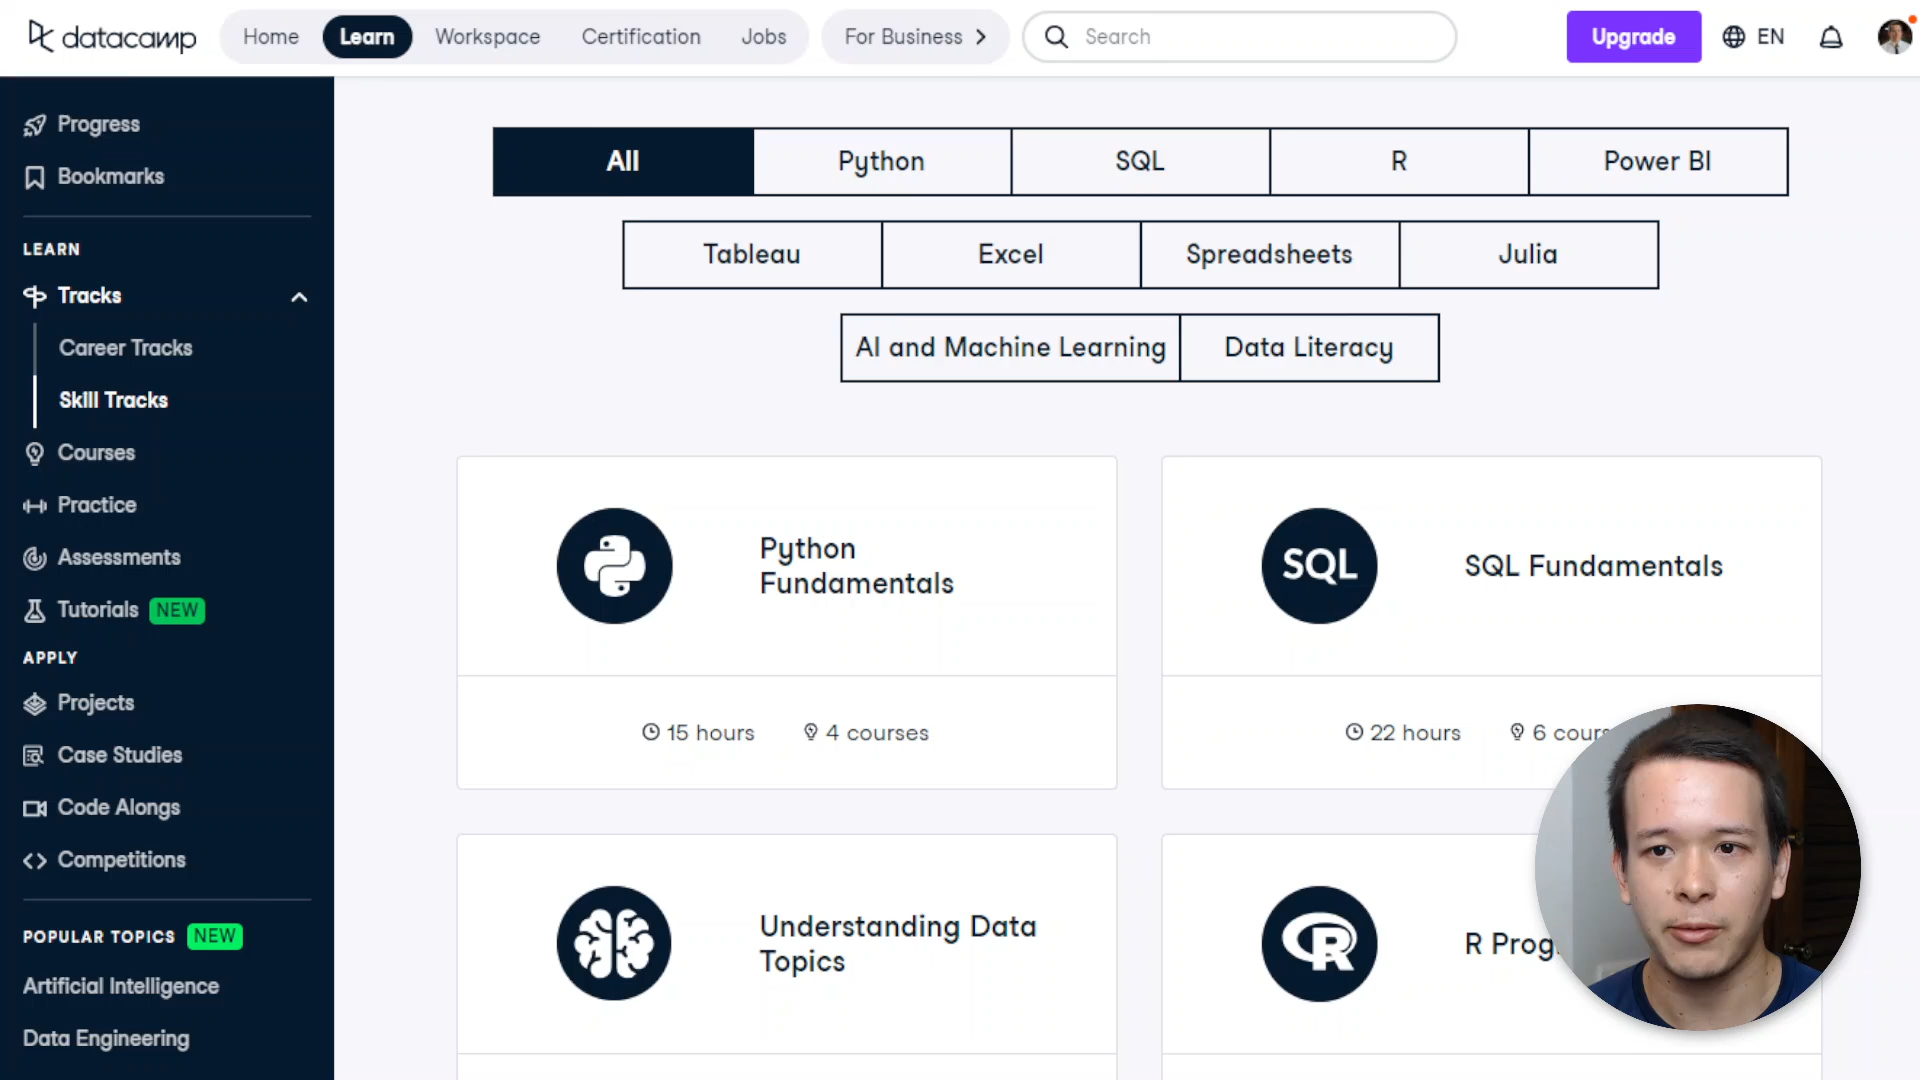 datacamp
Home
Learn
Workspace
Certification
Jobs
For Business
Search
Upgrade
EN
Progress
Bookmarks
LEARN
Tracks
Career Tracks
Skill Tracks
Courses
Practice
Assessments
Tutorials NEW
APPLY
Projects
Case Studies
Code Alongs
Competitions
POPULAR TOPICS NEW
Artificial Intelligence
Data Engineering
All
Python
SQL
R
Power BI
Tableau
Excel
Spreadsheets
Julia
AI and Machine Learning
Data Literacy
Python
Fundamentals
15 hours
4 courses
SQL
SQL Fundamentals
22 hours
6
Understanding Data
Topics
R
R